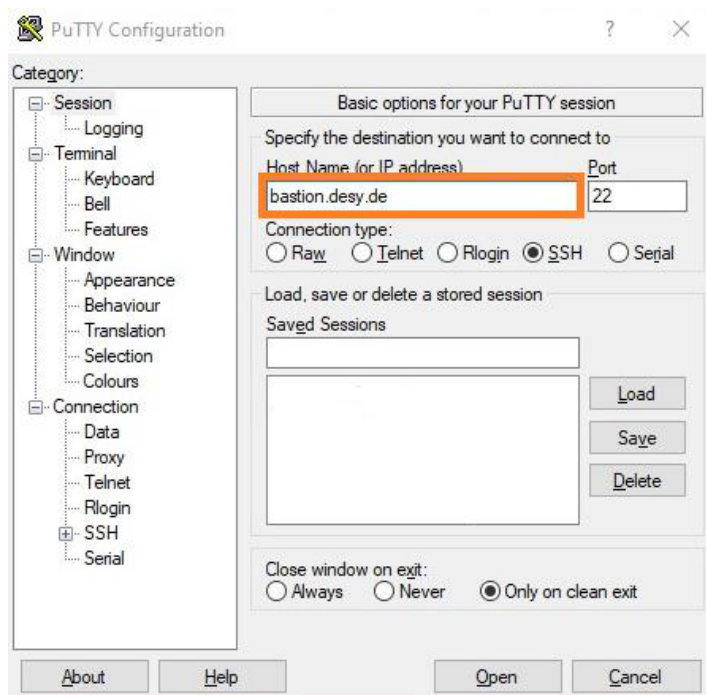 PuTTY Configuration ?
Category:
Session
Logging
Terminal
Keyboard
Bell
Features
Window
Appearance
Behaviour
Translation
Selection
Colours
Connection
Data
Proxy
Telnet
Rlogin
SSH
Serial
Basic options for your PuTTY session
Specify the destination you want to connect to
Host Name (or IP address) Port
bastion.desy.de 22
Connection type:
Raw Telnet Rlogin SSH Serial
Load, save or delete a stored session
Saved Sessions
Load
Save
Delete
Close window on exit:
Always Never Only on clean exit
About Help Open Cancel